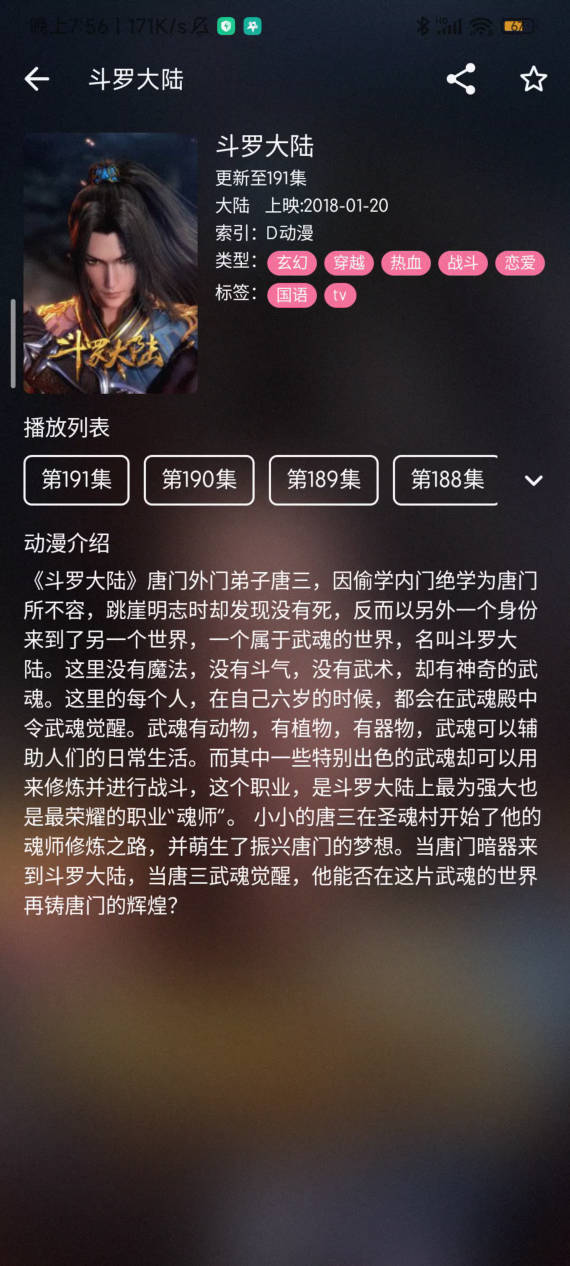 晚上7:56 | 171K/s
斗罗大陆
斗罗大陆
斗罗大陆
更新至191集
大陆 上映:2018-01-20
索引：D动漫
类型： 玄幻 穿越 热血 战斗 恋爱
标签： 国语 tv
播放列表
第191集 第190集 第189集 第188集
动漫介绍
《斗罗大陆》唐门外门弟子唐三，因偷学内门绝学为唐门
所不容，跳崖明志时却发现没有死，反而以另外一个身份
来到了另一个世界，一个属于武魂的世界，名叫斗罗大
陆。这里没有魔法，没有斗气，没有武术，却有神奇的武
魂。这里的每个人，在自己六岁的时候，都会在武魂殿中
令武魂觉醒。武魂有动物，有植物，有器物，武魂可以辅
助人们的日常生活。而其中一些特别出色的武魂却可以用
来修炼并进行战斗，这个职业，是斗罗大陆上最为强大也
是最荣耀的职业“魂师”。 小小的唐三在圣魂村开始了他的
魂师修炼之路，并萌生了振兴唐门的梦想。当唐门暗器来
到斗罗大陆，当唐三武魂觉醒，他能否在这片武魂的世界
再铸唐门的辉煌？